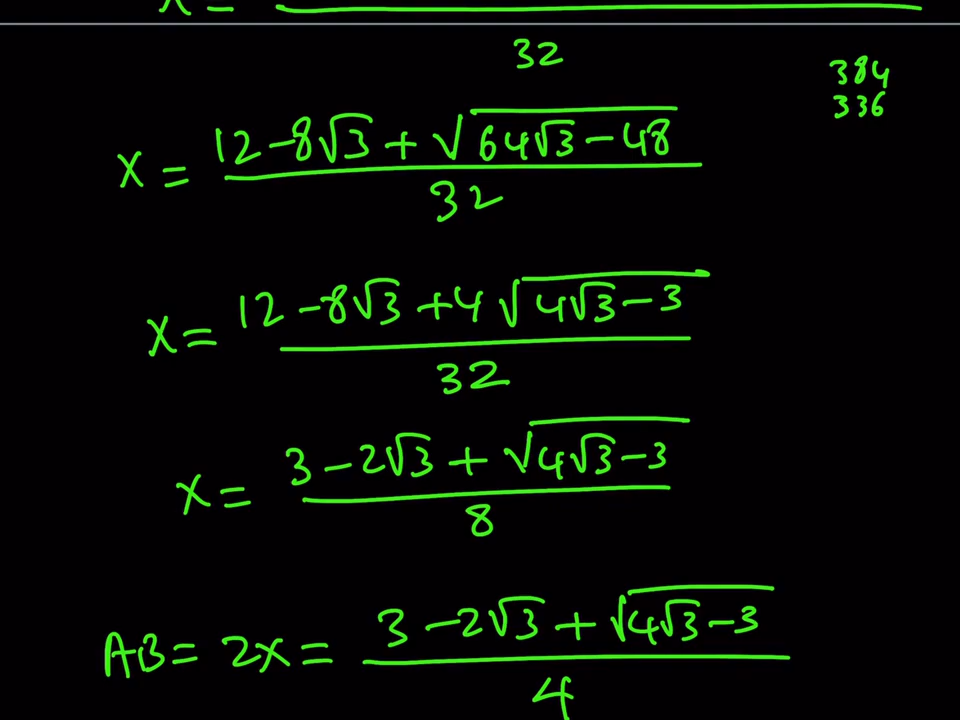 x =
32
384
336
x = (12-8√3 + √(64√3-48))/32
x = (12-8√3 +4√(4√3-3))/32
x = (3-2√3 + √(4√3-3))/8
AB = 2x = (3-2√3 + √(4√3-3))/4